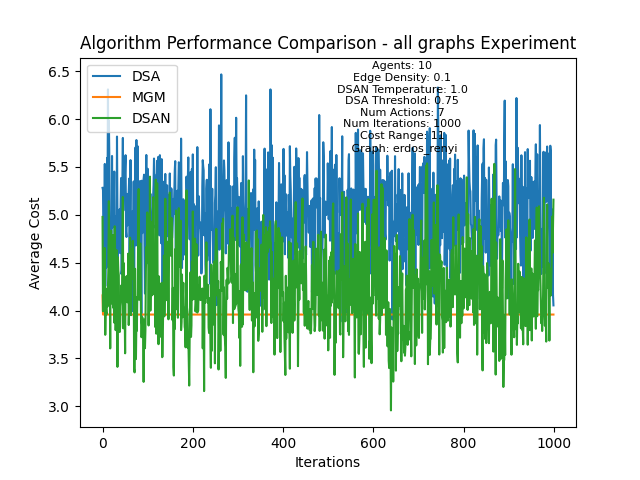 Algorithm Performance Comparison - all graphs Experiment
DSA
MGM
DSAN
Agents: 10
Edge Density: 0.1
DSAN Temperature: 1.0
DSA Threshold: 0.75
Num Actions: 7
Num Iterations: 1000
Cost Range: 11
Graph: erdos_renyi
6.5
6.0
5.5
5.0
4.5
4.0
3.5
3.0
Average Cost
0 200 400 600 800 1000
Iterations